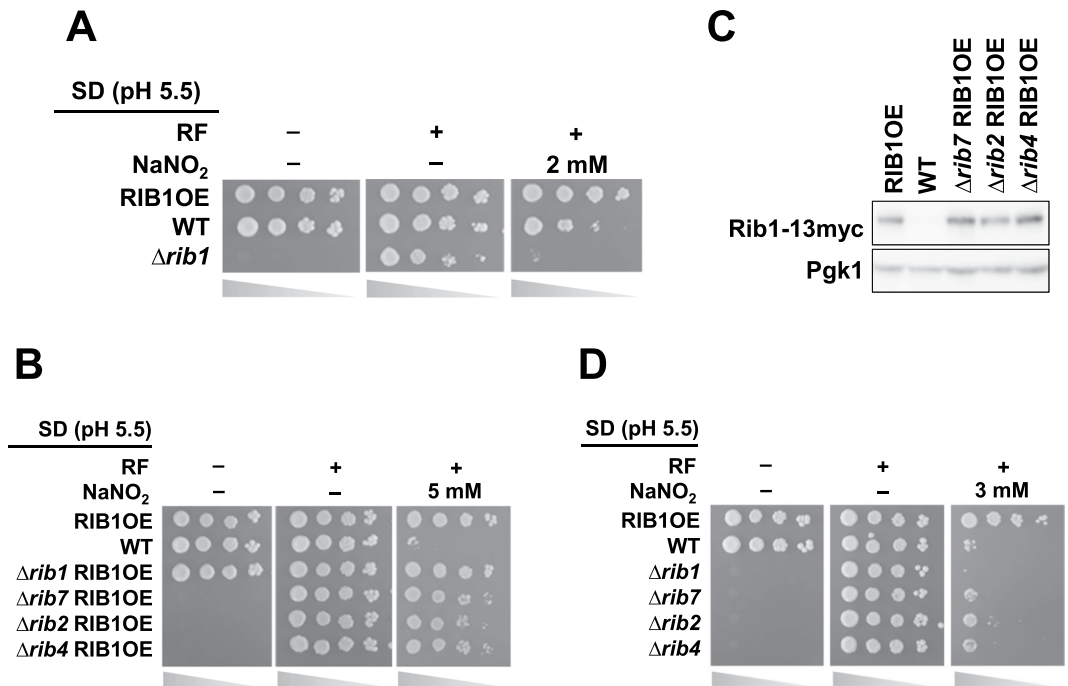 A
SD (pH 5.5)
RF – + +
NaNO₂ – – 2 mM
RIB1OE
WT
Δrib1
C
RIB1OE
WT
Δrib7 RIB1OE
Δrib2 RIB1OE
Δrib4 RIB1OE
Rib1-13myc
Pgk1
B
SD (pH 5.5)
RF – + +
NaNO₂ – – 5 mM
RIB1OE
WT
Δrib1 RIB1OE
Δrib7 RIB1OE
Δrib2 RIB1OE
Δrib4 RIB1OE
D
SD (pH 5.5)
RF – + +
NaNO₂ – – 3 mM
RIB1OE
WT
Δrib1
Δrib7
Δrib2
Δrib4